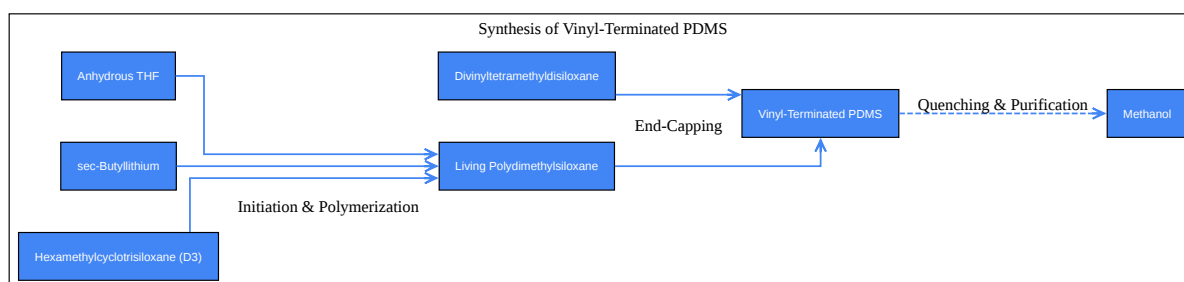 Synthesis of Vinyl-Terminated PDMS
Anhydrous THF
Divinyltetramethyldisiloxane
Vinyl-Terminated PDMS
Quenching & Purification
Methanol
End-Capping
sec-Butyllithium
Living Polydimethylsiloxane
Initiation & Polymerization
Hexamethylcyclotrisiloxane (D3)